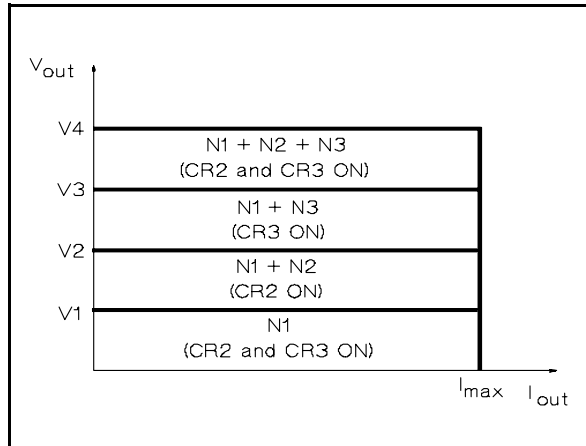 Vout
V4
N1 + N2 + N3
(CR2 and CR3 ON)
V3
N1 + N3
(CR3 ON)
V2
N1 + N2
(CR2 ON)
V1
N1
(CR2 and CR3 ON)
Imax Iout